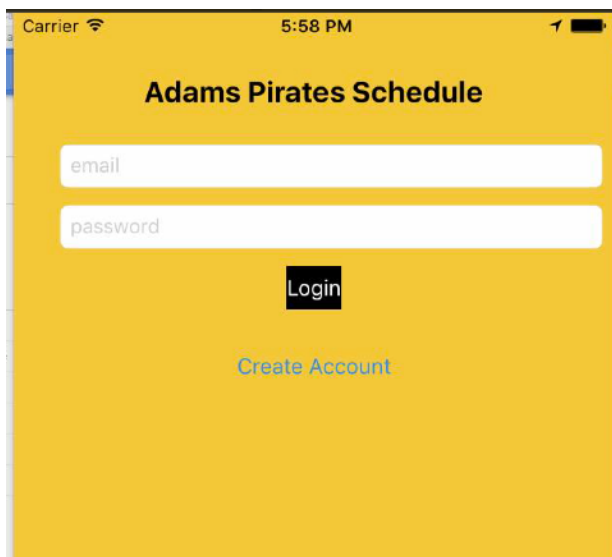 Carrier 5:58 PM
Adams Pirates Schedule
email
password
Login
Create Account